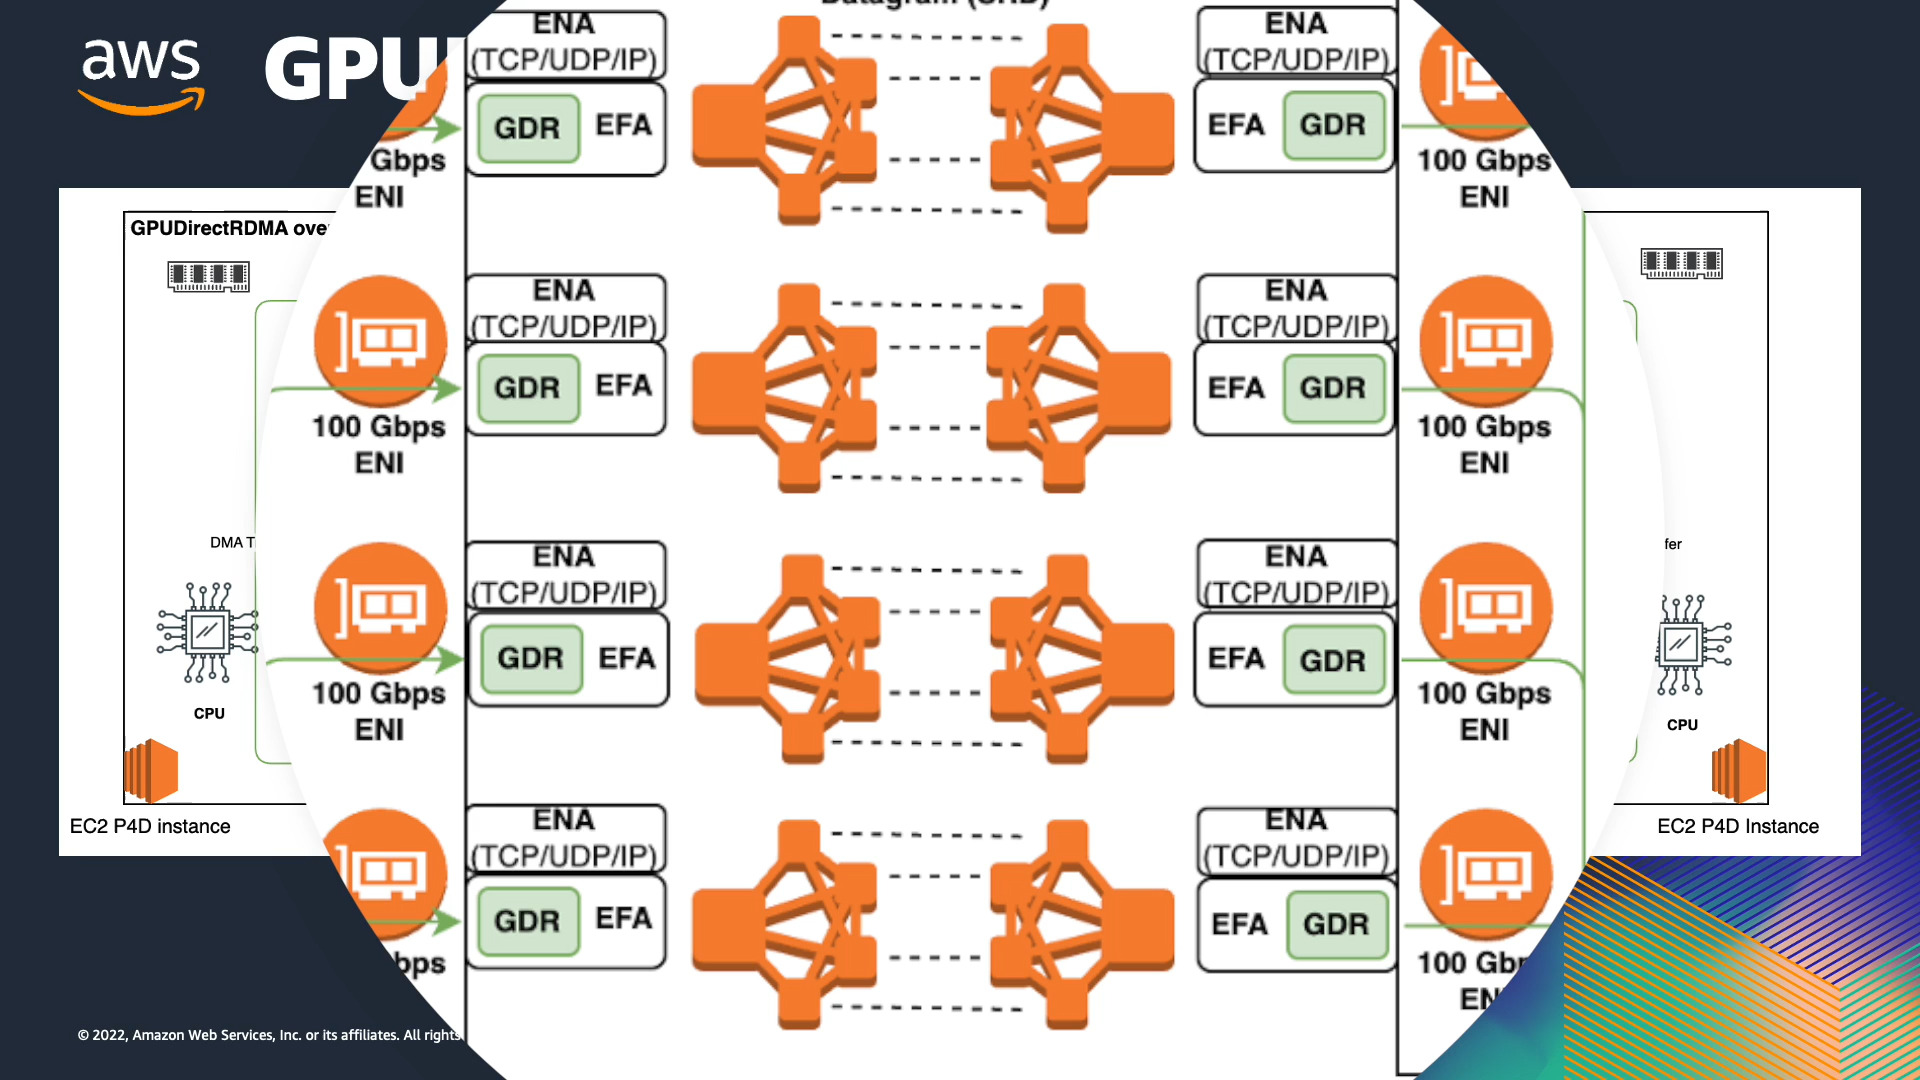 aws
GPU
Datagram (SRD)
ENA
(TCP/UDP/IP)
GDR EFA
Gbps
ENI
ENA
(TCP/UDP/IP)
EFA GDR
100 Gbps
ENI
GPUDirectRDMA
ENA
(TCP/UDP/IP)
GDR EFA
100 Gbps
ENI
ENA
(TCP/UDP/IP)
EFA GDR
100 Gbps
ENI
DMA
ENA
(TCP/UDP/IP)
GDR EFA
100 Gbps
ENI
ENA
(TCP/UDP/IP)
EFA GDR
100 Gbps
ENI
CPU
CPU
EC2 P4D instance
EC2 P4D Instance
ENA
(TCP/UDP/IP)
GDR EFA
ENA
(TCP/UDP/IP)
EFA GDR
100
© 2022, Amazon Web Services, Inc. or its affiliates. All rights